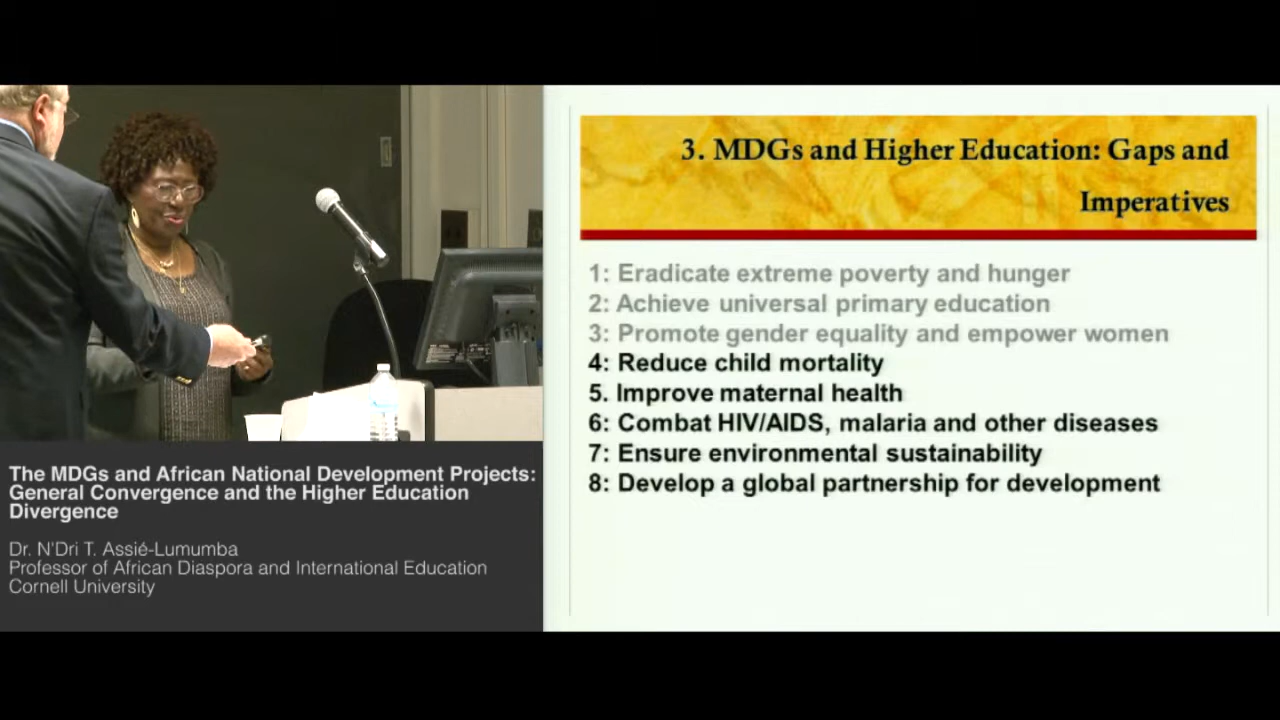 3. MDGs and Higher Education: Gaps and
Imperatives
1: Eradicate extreme poverty and hunger
2: Achieve universal primary education
3: Promote gender equality and empower women
4: Reduce child mortality
5. Improve maternal health
6: Combat HIV/AIDS, malaria and other diseases
7: Ensure environmental sustainability
8: Develop a global partnership for development
The MDGs and African National Development Projects:
General Convergence and the Higher Education
Divergence
Dr. N'Dri T. Assié-Lumumba
Professor of African Diaspora and International Education
Cornell University